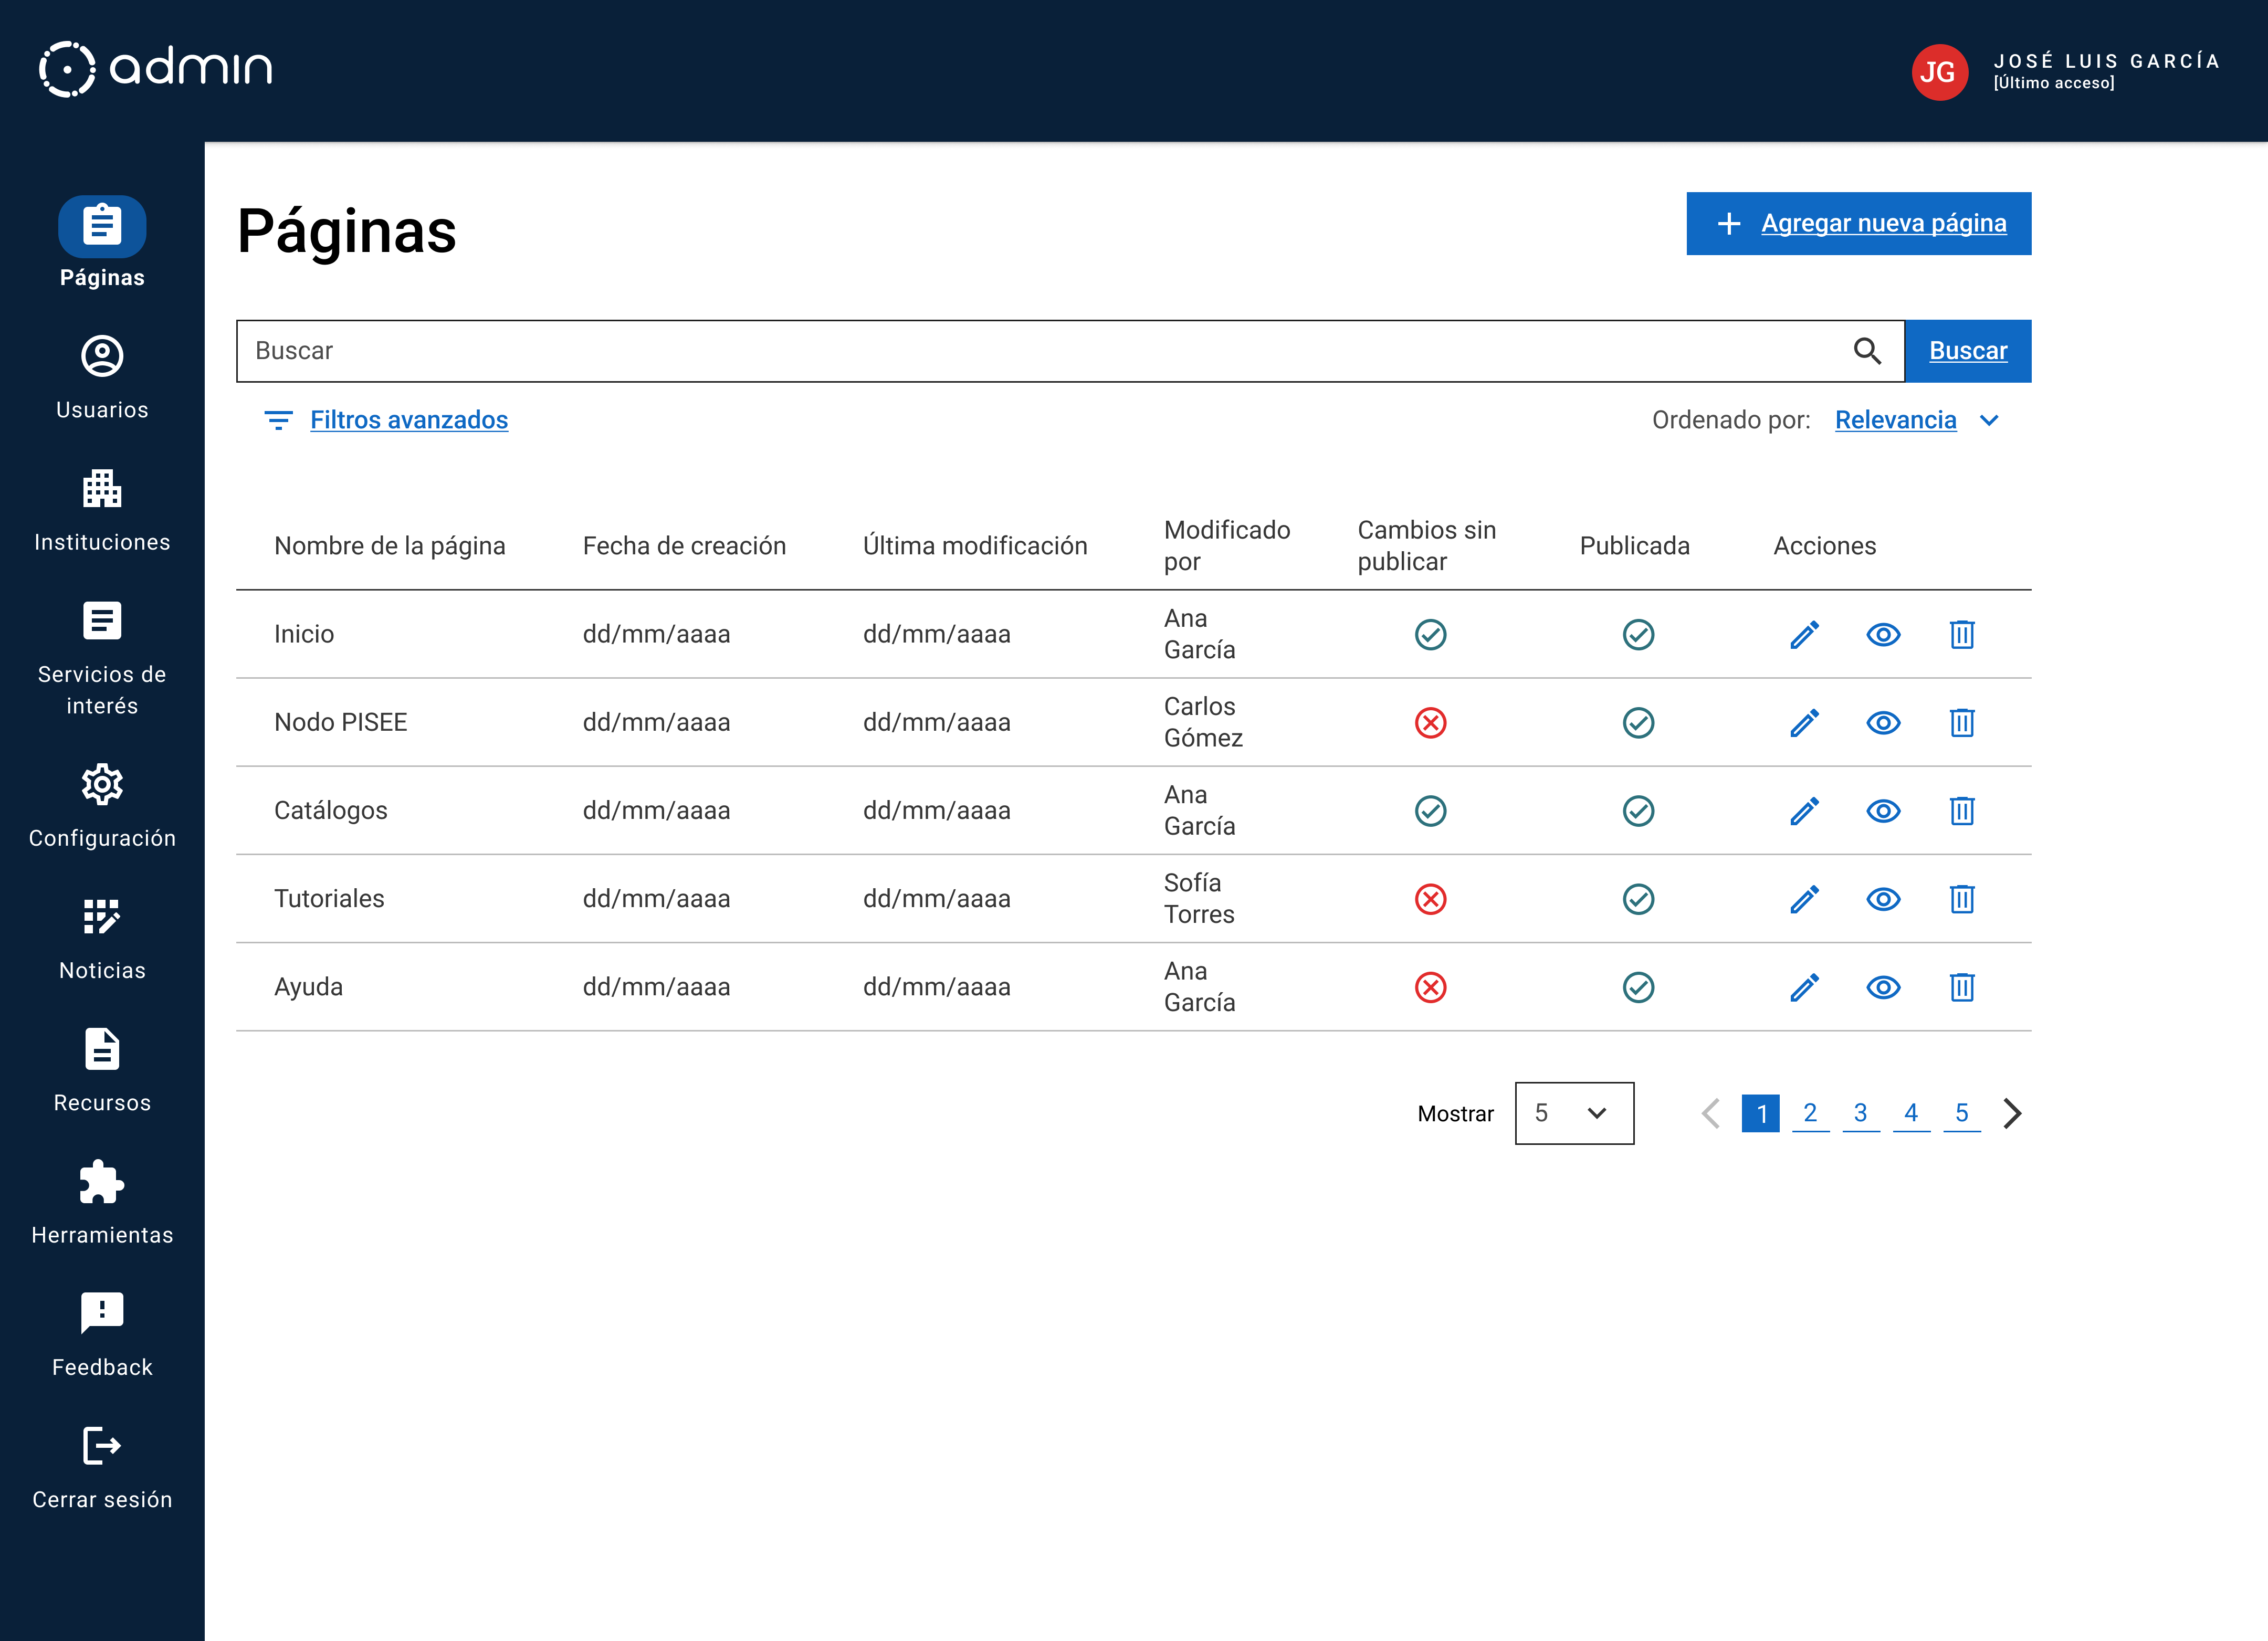 admin
JG
JOSÉ LUIS GARCÍA
[Último acceso]
Páginas
Usuarios
Instituciones
Servicios de
interés
Configuración
Noticias
Recursos
Herramientas
Feedback
Cerrar sesión
Páginas
Agregar nueva página
Buscar
Buscar
Filtros avanzados
Ordenado por: Relevancia
Nombre de la página Fecha de creación Última modificación Modificado por Cambios sin publicar Publicada Acciones
Inicio dd/mm/aaaa dd/mm/aaaa Ana García
Nodo PISEE dd/mm/aaaa dd/mm/aaaa Carlos Gómez
Catálogos dd/mm/aaaa dd/mm/aaaa Ana García
Tutoriales dd/mm/aaaa dd/mm/aaaa Sofía Torres
Ayuda dd/mm/aaaa dd/mm/aaaa Ana García
Mostrar 5 1 2 3 4 5